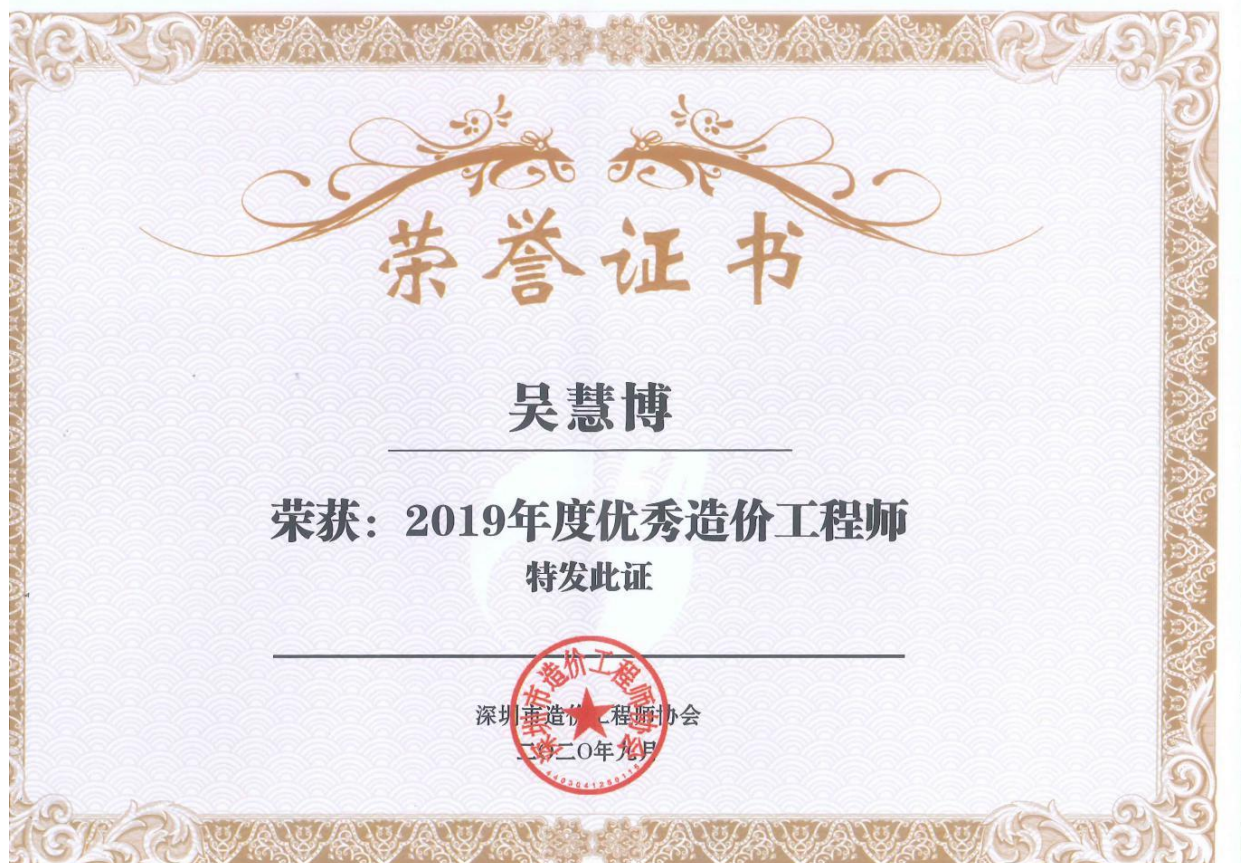 荣誉证书
吴慧博
荣获：2019年度优秀造价工程师
特发此证
深圳市造价工程师协会
二〇二〇年九月
深圳市造价工程师协会